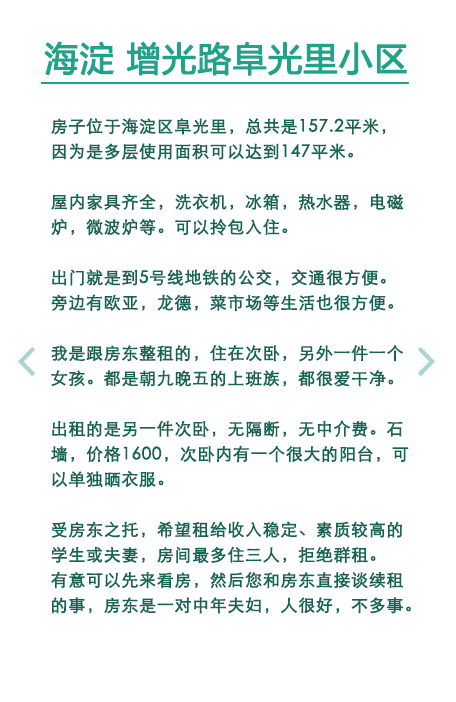 海淀 增光路阜光里小区
房子位于海淀区阜光里，总共是157.2平米，
因为是多层使用面积可以达到147平米。
屋内家具齐全，洗衣机，冰箱，热水器，电磁
炉，微波炉等。可以拎包入住。
出门就是到5号线地铁的公交，交通很方便。
旁边有欧亚，龙德，菜市场等生活也很方便。
我是跟房东整租的，住在次卧，另外一件一个
女孩。都是朝九晚五的上班族，都很爱干净。
出租的是另一件次卧，无隔断，无中介费。石
墙，价格1600，次卧内有一个很大的阳台，可
以单独晒衣服。
受房东之托，希望租给收入稳定、素质较高的
学生或夫妻，房间最多住三人，拒绝群租。
有意可以先来看房，然后您和房东直接谈续租
的事，房东是一对中年夫妇，人很好，不多事。